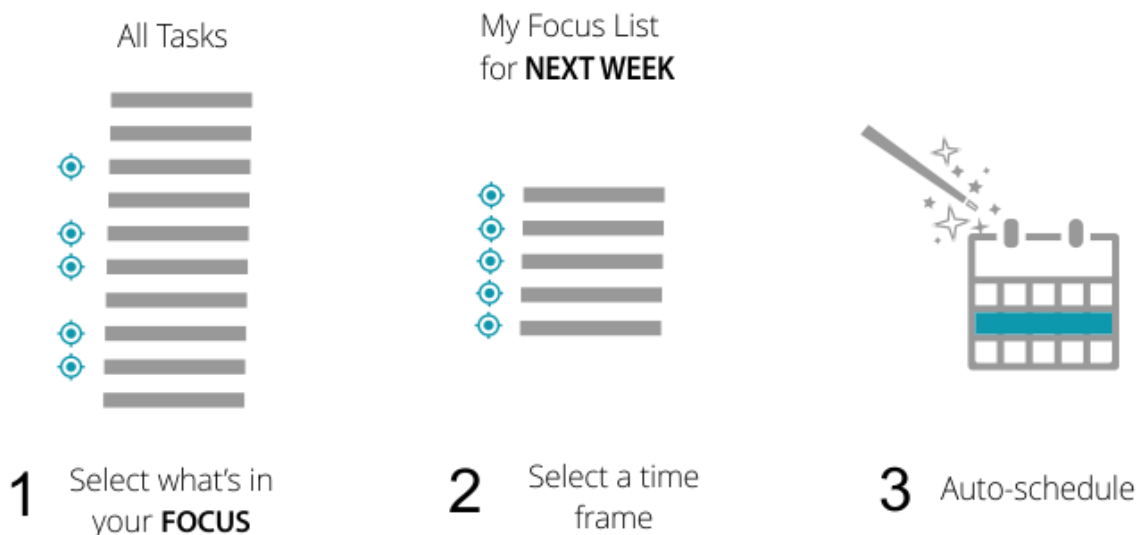 All Tasks
My Focus List
for NEXT WEEK
1 Select what's in
your FOCUS
2 Select a time
frame
3 Auto-schedule